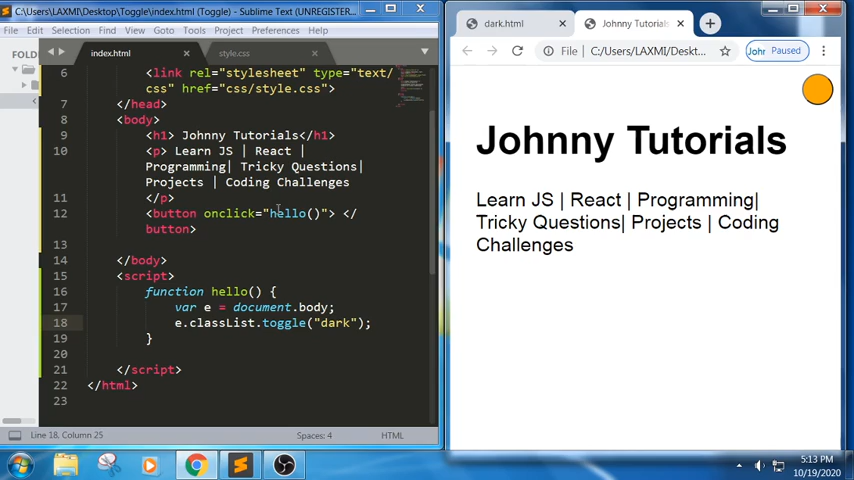 C:\Users\LAXMI\Desktop\Toggle\index.html (Toggle) - Sublime Text (UNREGISTER...
File Edit Selection Find View Goto Tools Project Preferences Help
FOLD
index.html
style.css
6 <link rel="stylesheet" type="text/
css" href="css/style.css">
7 </head>
8 <body>
9 <h1> Johnny Tutorials</h1>
10 <p> Learn JS | React |
Programming| Tricky Questions|
Projects | Coding Challenges
11 </p>
12 <button onclick="hello()"> </
button>
13
14 </body>
15 <script>
16 function hello() {
17 var e = document.body;
18 e.classList.toggle("dark");
19 }
20
21 </script>
22 </html>
23
Line 18, Column 25
Spaces: 4
HTML
dark.html
Johnny Tutorials
File
C:/Users/LAXMI/Deskt...
John
Paused
Johnny Tutorials
Learn JS | React | Programming|
Tricky Questions| Projects | Coding
Challenges
5:13 PM
10/19/2020